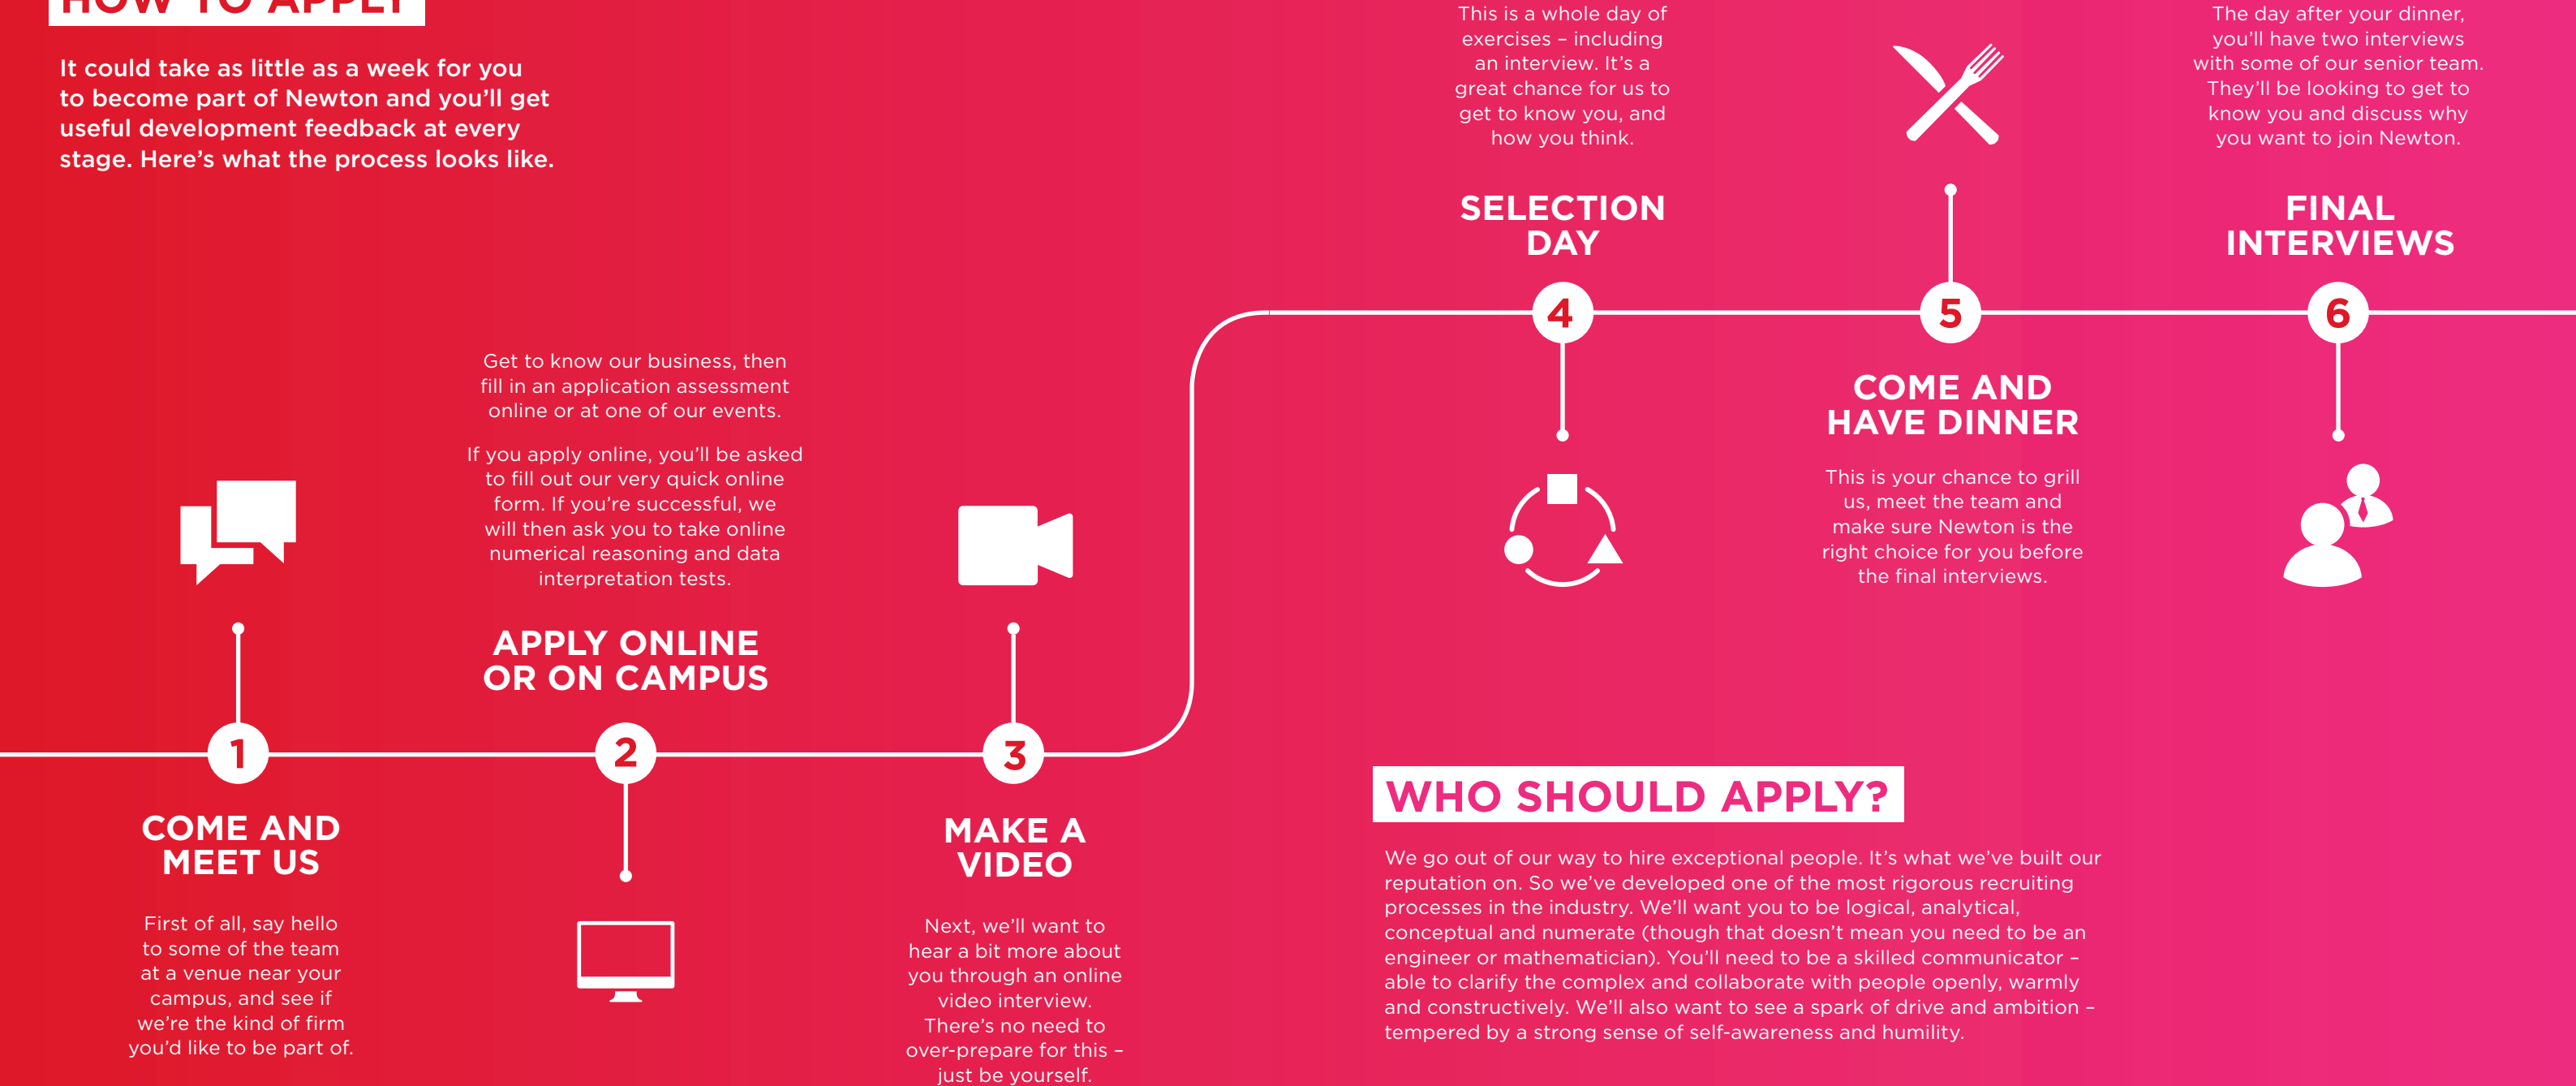 HOW TO APPLY
It could take as little as a week for you
to become part of Newton and you’ll get
useful development feedback at every
stage. Here’s what the process looks like.
1
COME AND
MEET US
First of all, say hello
to some of the team
at a venue near your
campus, and see if
we’re the kind of firm
you’d like to be part of.
Get to know our business, then
fill in an application assessment
online or at one of our events.
If you apply online, you’ll be asked
to fill out our very quick online
form. If you’re successful, we
will then ask you to take online
numerical reasoning and data
interpretation tests.
APPLY ONLINE
OR ON CAMPUS
2
3
MAKE A
VIDEO
Next, we’ll want to
hear a bit more about
you through an online
video interview.
There’s no need to
over-prepare for this –
just be yourself.
This is a whole day of
exercises – including
an interview. It’s a
great chance for us to
get to know you, and
how you think.
SELECTION
DAY
4
5
COME AND
HAVE DINNER
This is your chance to grill
us, meet the team and
make sure Newton is the
right choice for you before
the final interviews.
The day after your dinner,
you’ll have two interviews
with some of our senior team.
They’ll be looking to get to
know you and discuss why
you want to join Newton.
FINAL
INTERVIEWS
6
WHO SHOULD APPLY?
We go out of our way to hire exceptional people. It’s what we’ve built our
reputation on. So we’ve developed one of the most rigorous recruiting
processes in the industry. We’ll want you to be logical, analytical,
conceptual and numerate (though that doesn’t mean you need to be an
engineer or mathematician). You’ll need to be a skilled communicator –
able to clarify the complex and collaborate with people openly, warmly
and constructively. We’ll also want to see a spark of drive and ambition –
tempered by a strong sense of self-awareness and humility.